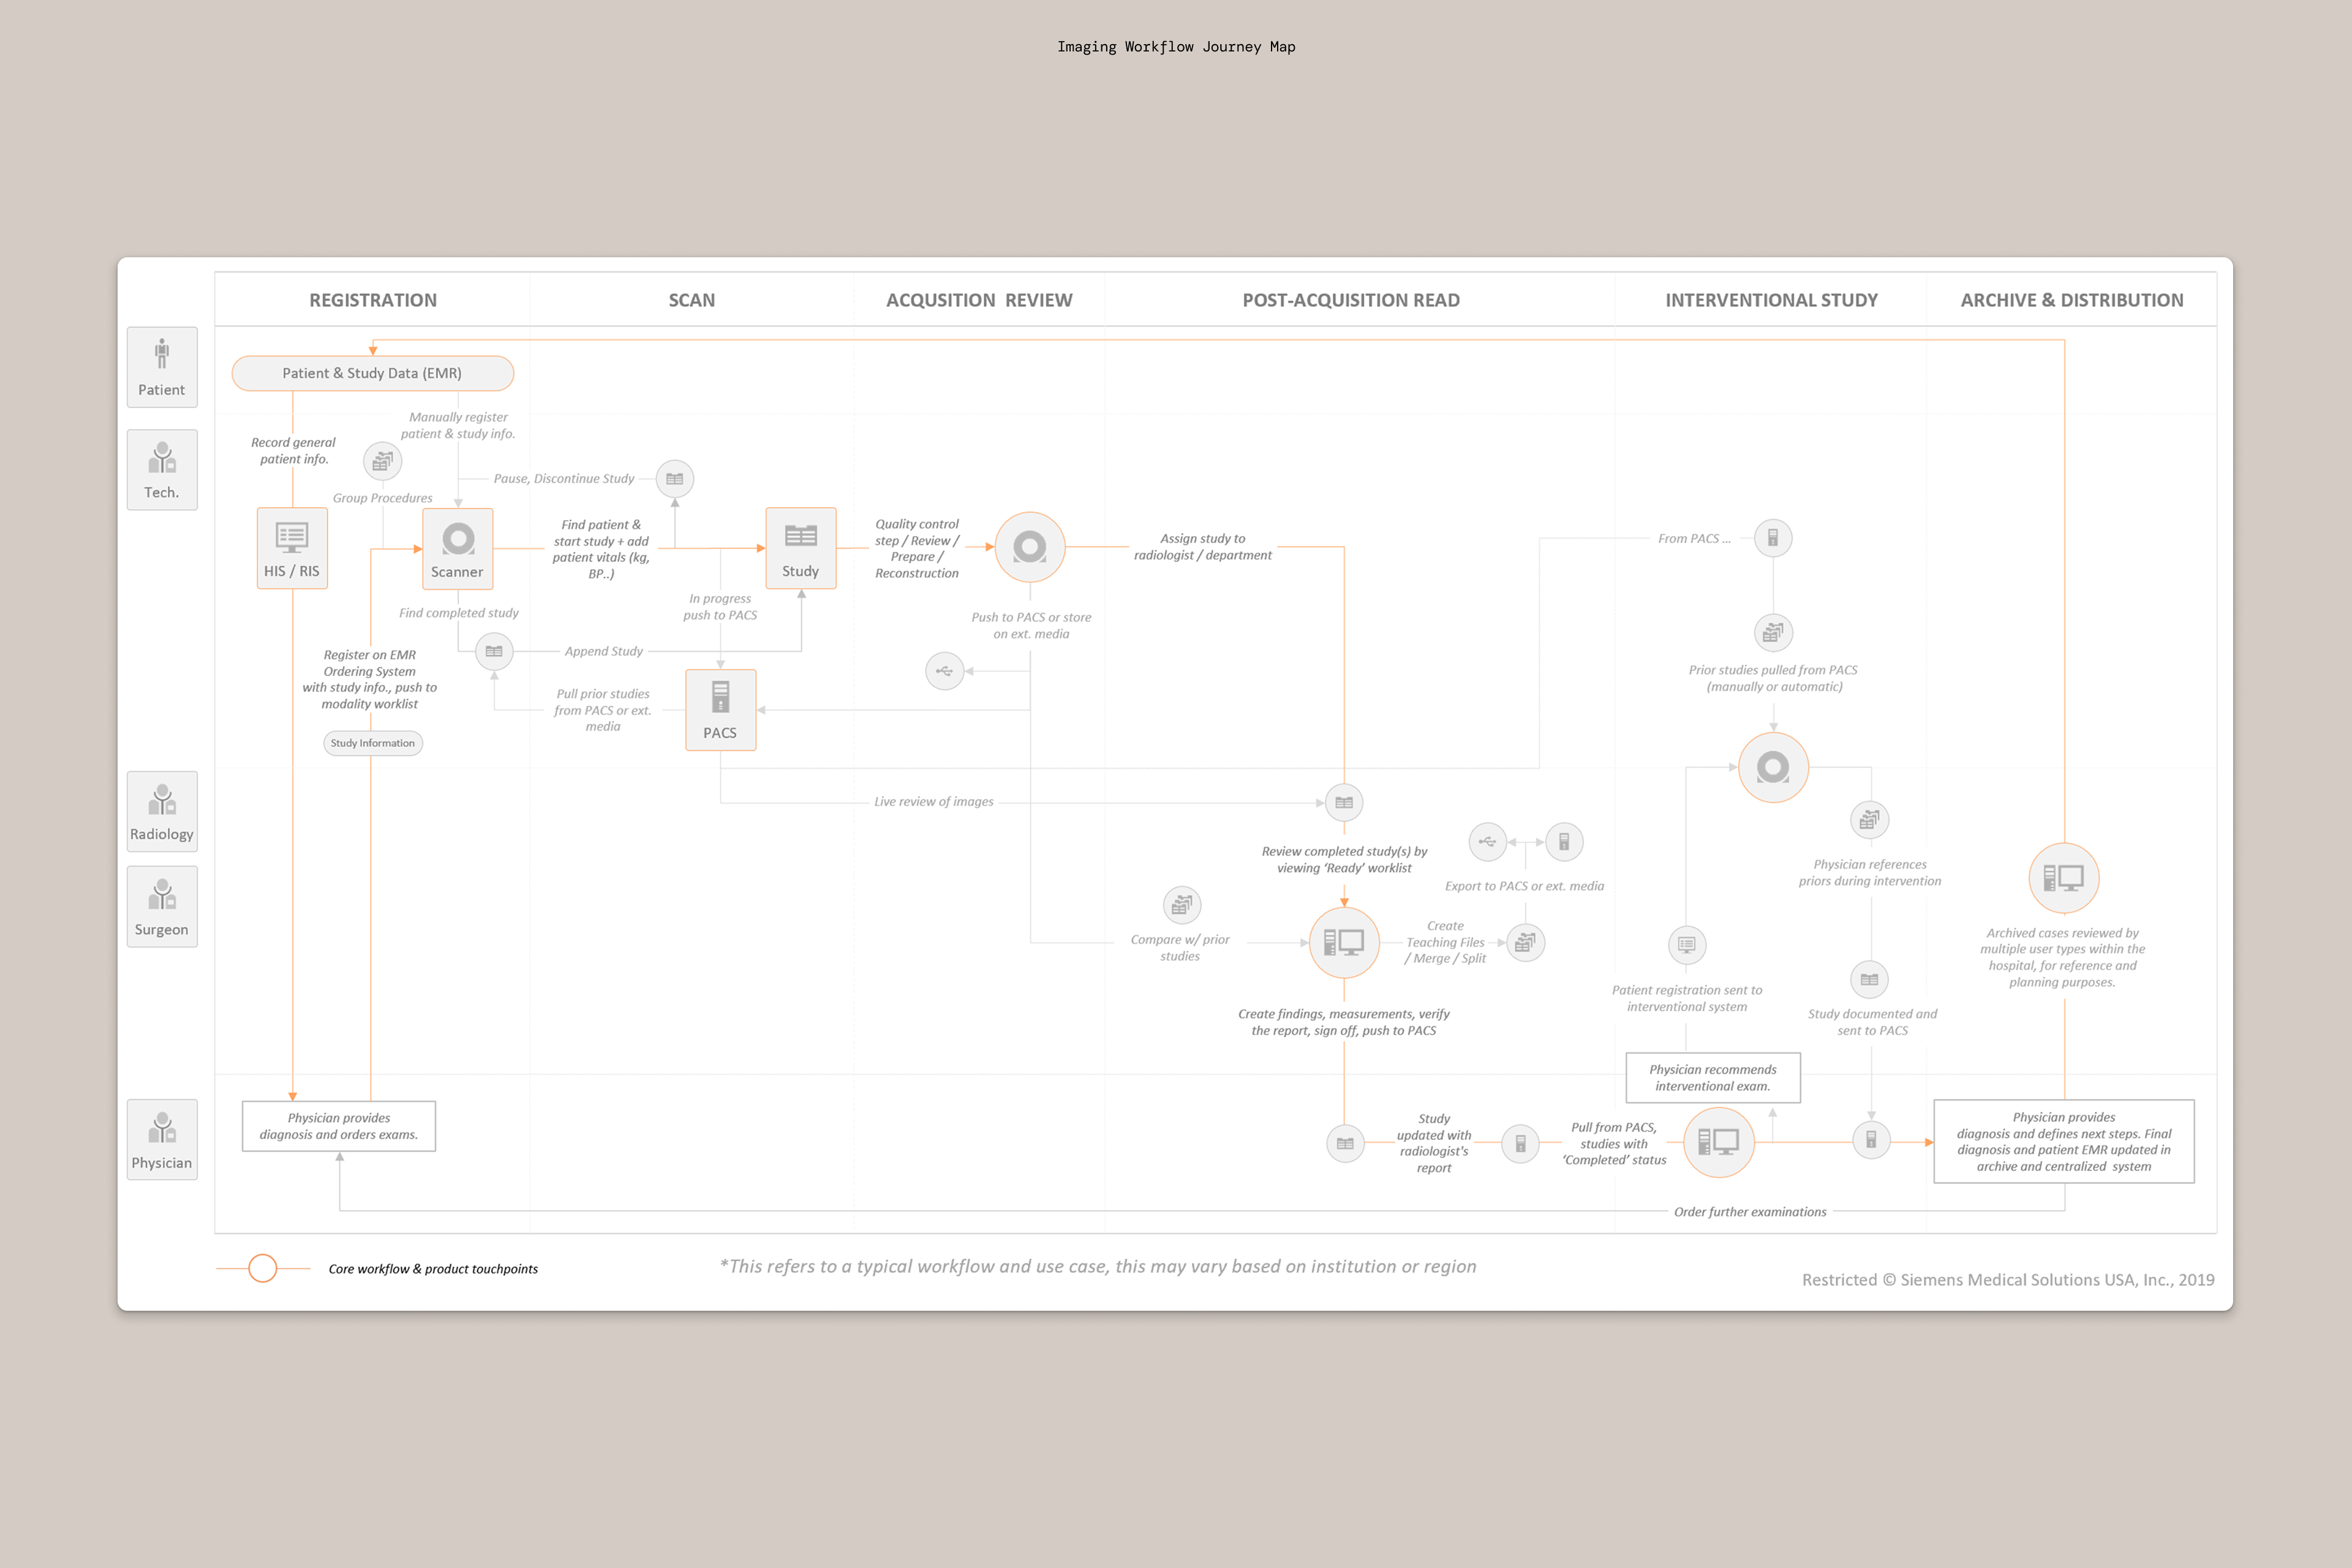 Imaging Workflow Journey Map
REGISTRATION
SCAN
ACQUSITION  REVIEW
POST-ACQUISITION READ
INTERVENTIONAL STUDY
ARCHIVE & DISTRIBUTION
Patient
Tech.
Radiology
Surgeon
Physician
Patient & Study Data (EMR)
Record general
patient info.
Manually register
patient & study info.
Group Procedures
Pause, Discontinue Study
HIS / RIS
Scanner
Find patient &
start study + add
patient vitals (kg,
BP..)
Study
Quality control
step / Review /
Prepare /
Reconstruction
Assign study to
radiologist / department
From PACS ...
Find completed study
In progress
push to PACS
Push to PACS or store
on ext. media
Append Study
Register on EMR
Ordering System
with study info., push to
modality worklist
Study Information
Pull prior studies
from PACS or ext.
media
PACS
Prior studies pulled from PACS
(manually or automatic)
Live review of images
Review completed study(s) by
viewing ‘Ready’ worklist
Export to PACS or ext. media
Physician references
priors during intervention
Compare w/ prior
studies
Create
Teaching Files
/ Merge / Split
Archived cases reviewed by
multiple user types within the
hospital, for reference and
planning purposes.
Patient registration sent to
interventional system
Create findings, measurements, verify
the report, sign off, push to PACS
Study documented and
sent to PACS
Physician recommends
interventional exam.
Physician provides
diagnosis and orders exams.
Study
updated with
radiologist's
report
Pull from PACS,
studies with
‘Completed’ status
Physician provides
diagnosis and defines next steps. Final
diagnosis and patient EMR updated in
archive and centralized  system
Order further examinations
Core workflow & product touchpoints
*This refers to a typical workflow and use case, this may vary based on institution or region
Restricted © Siemens Medical Solutions USA, Inc., 2019